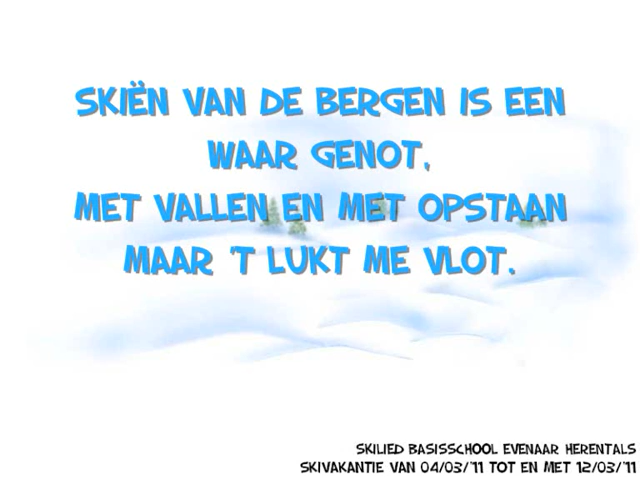 SKIËN VAN DE BERGEN IS EEN
WAAR GENOT,
MET VALLEN EN MET OPSTAAN
MAAR 'T LUKT ME VLOT.
SKILIED BASISSCHOOL EVENAAR HERENTALS
SKIVAKANTIE VAN 04/03/'11 TOT EN MET 12/03/'11